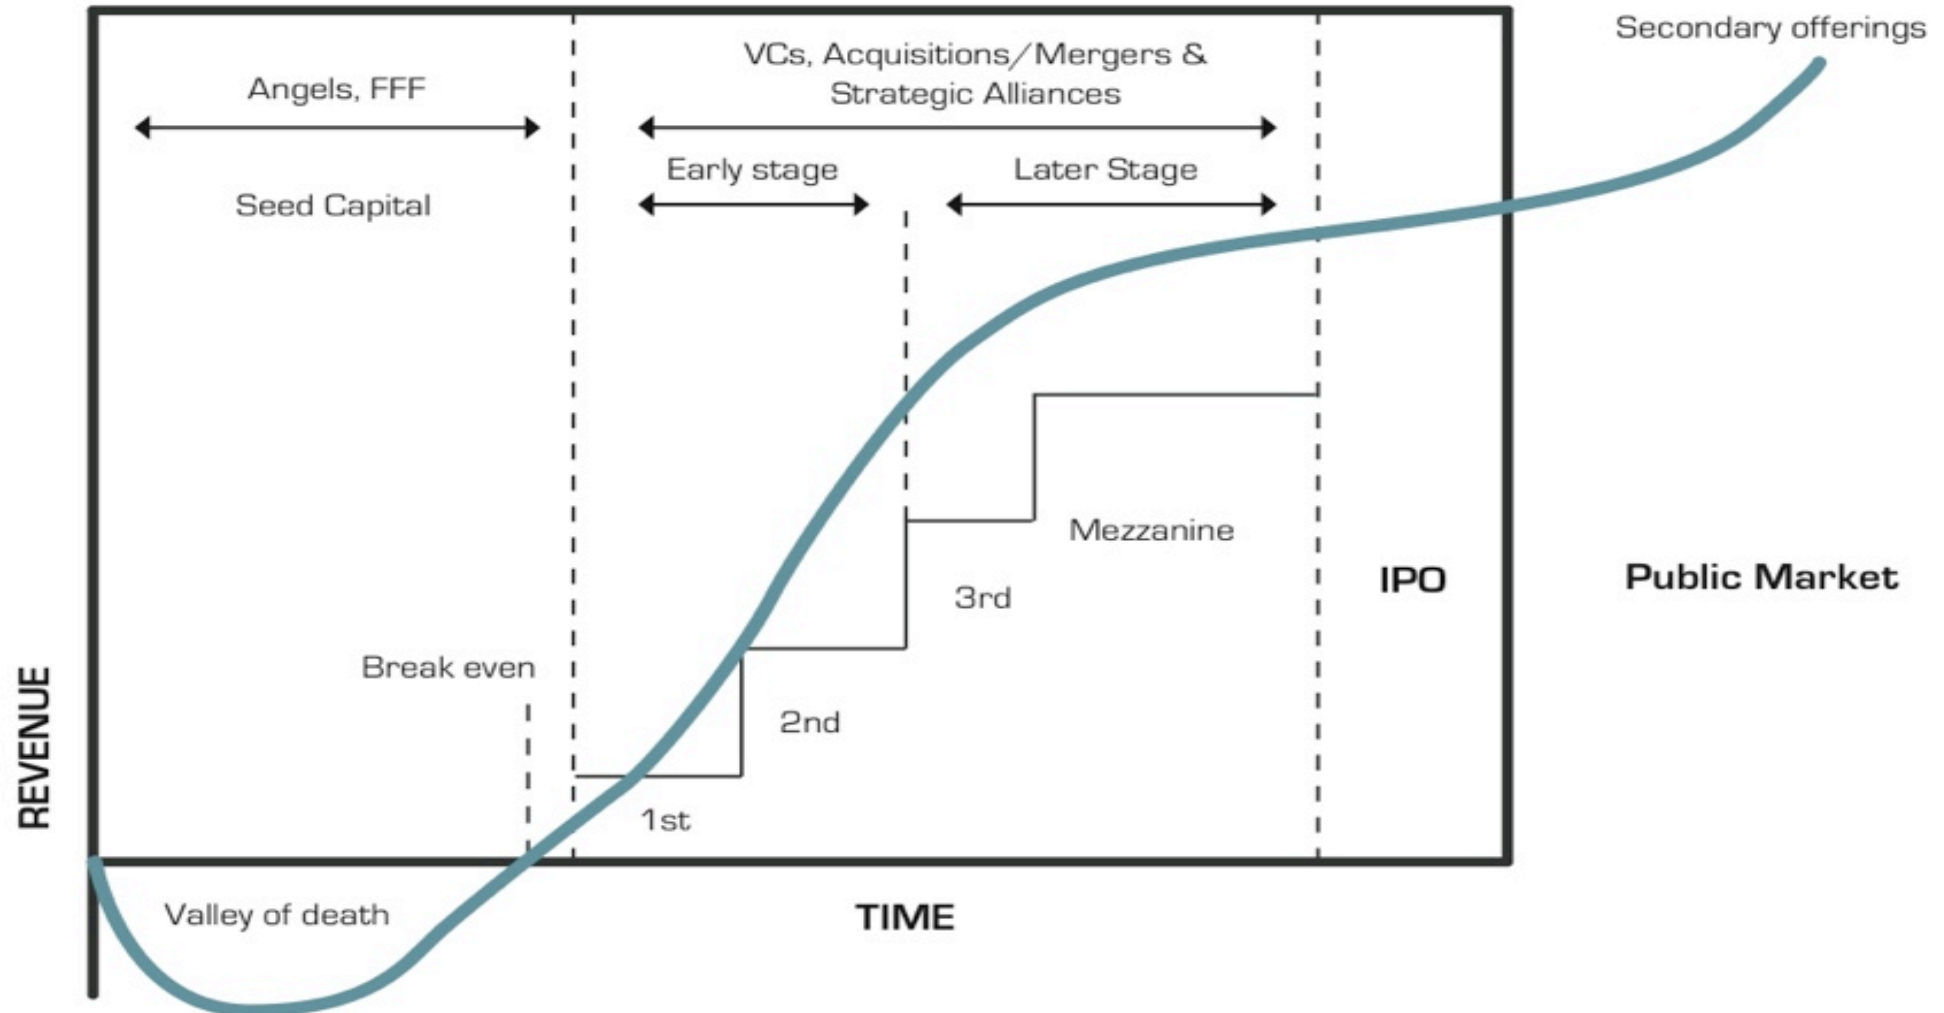 Secondary offerings
VCs, Acquisitions/Mergers &
Strategic Alliances
Angels, FFF
Early stage
Later Stage
Seed Capital
Mezzanine
IPO
Public Market
3rd
Break even
2nd
1st
REVENUE
Valley of death
TIME